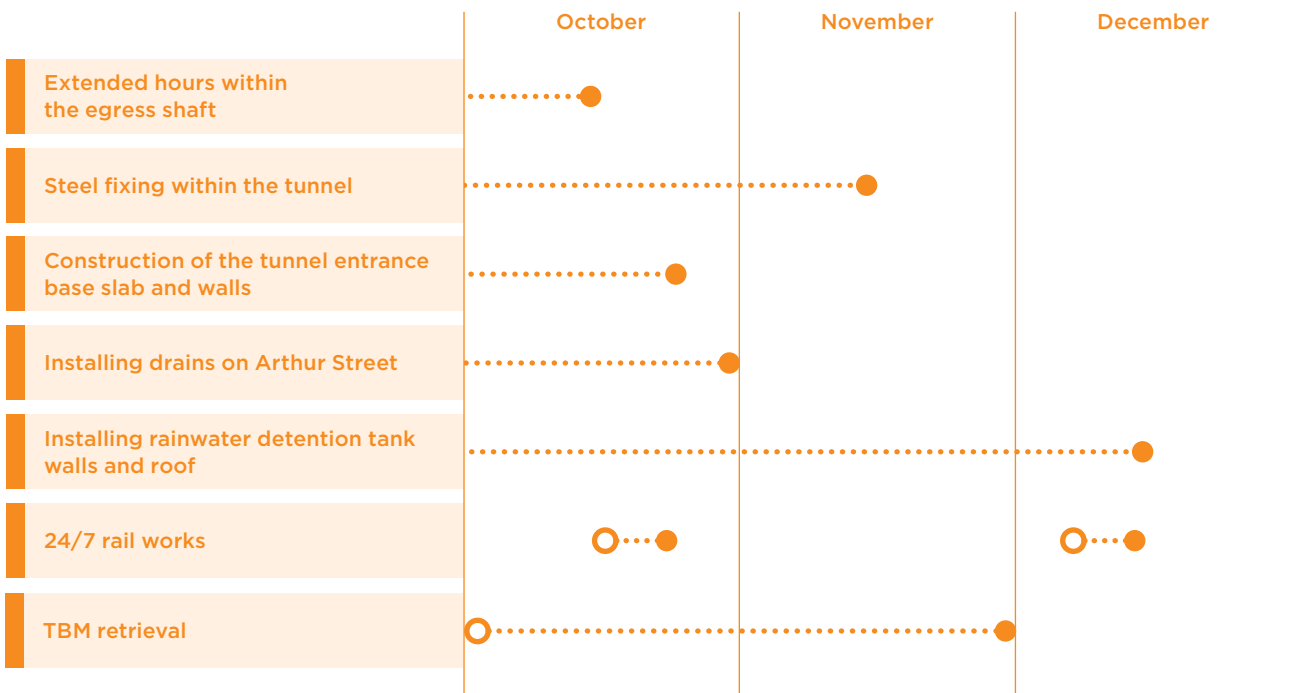 October
November
December
Extended hours within
the egress shaft
Steel fixing within the tunnel
Construction of the tunnel entrance
base slab and walls
Installing drains on Arthur Street
Installing rainwater detention tank
walls and roof
24/7 rail works
TBM retrieval